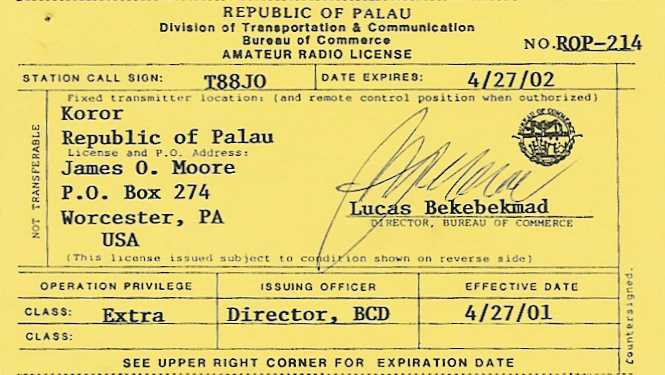 REPUBLIC OF PALAU
Division of Transportation & Communication
Bureau of Commerce
AMATEUR RADIO LICENSE
NO. ROP-214
STATION CALL SIGN: T88JO
DATE EXPIRES: 4/27/02
Fixed transmitter location: (and remote control position when authorized)
Koror
Republic of Palau
License and P.O. Address:
James O. Moore
P.O. Box 274
Worcester, PA
USA
NOT TRANSFERABLE
BUREAU OF COMMERCE
Lucas Bekebekmad
DIRECTOR, BUREAU OF COMMERCE
(This license issued subject to condition shown on reverse side)
OPERATION PRIVILEGE
ISSUING OFFICER
EFFECTIVE DATE
CLASS: Extra
Director, BCD
4/27/01
CLASS:
Countersigned.
SEE UPPER RIGHT CORNER FOR EXPIRATION DATE